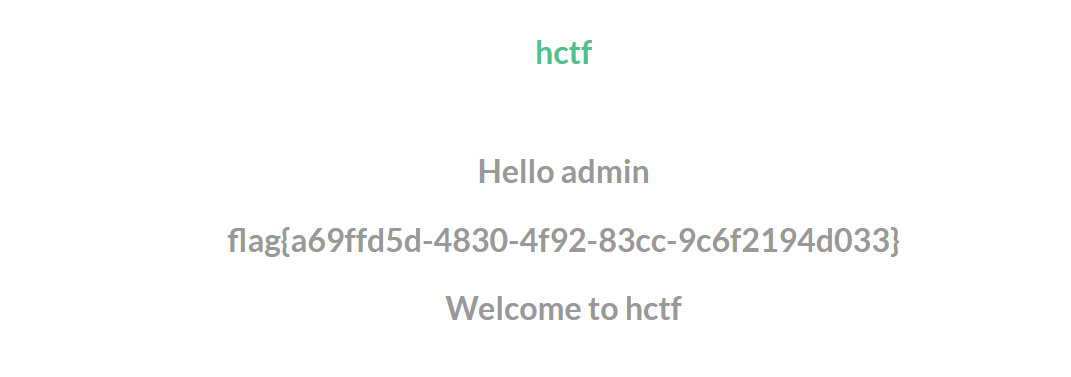 hctf
Hello admin
flag{a69ffd5d-4830-4f92-83cc-9c6f2194d033}
Welcome to hctf